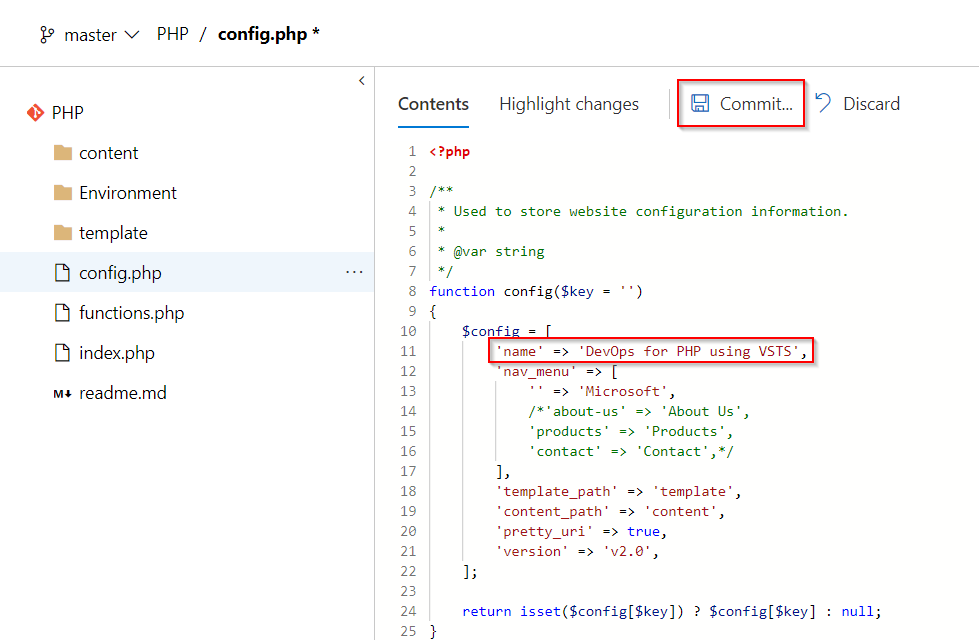 master PHP / config.php *
PHP
content
Environment
template
config.php ...
functions.php
index.php
M↓ readme.md
Contents Highlight changes Commit... Discard
1 <?php
2
3 /**
4  * Used to store website configuration information.
5  *
6  * @var string
7  */
8 function config($key = '')
9 {
10     $config = [
11         'name' => 'DevOps for PHP using VSTS',
12         'nav_menu' => [
13             '' => 'Microsoft',
14             /*'about-us' => 'About Us',
15             'products' => 'Products',
16             'contact' => 'Contact',*/
17         ],
18         'template_path' => 'template',
19         'content_path' => 'content',
20         'pretty_uri' => true,
21         'version' => 'v2.0',
22     ];
23
24     return isset($config[$key]) ? $config[$key] : null;
25 }